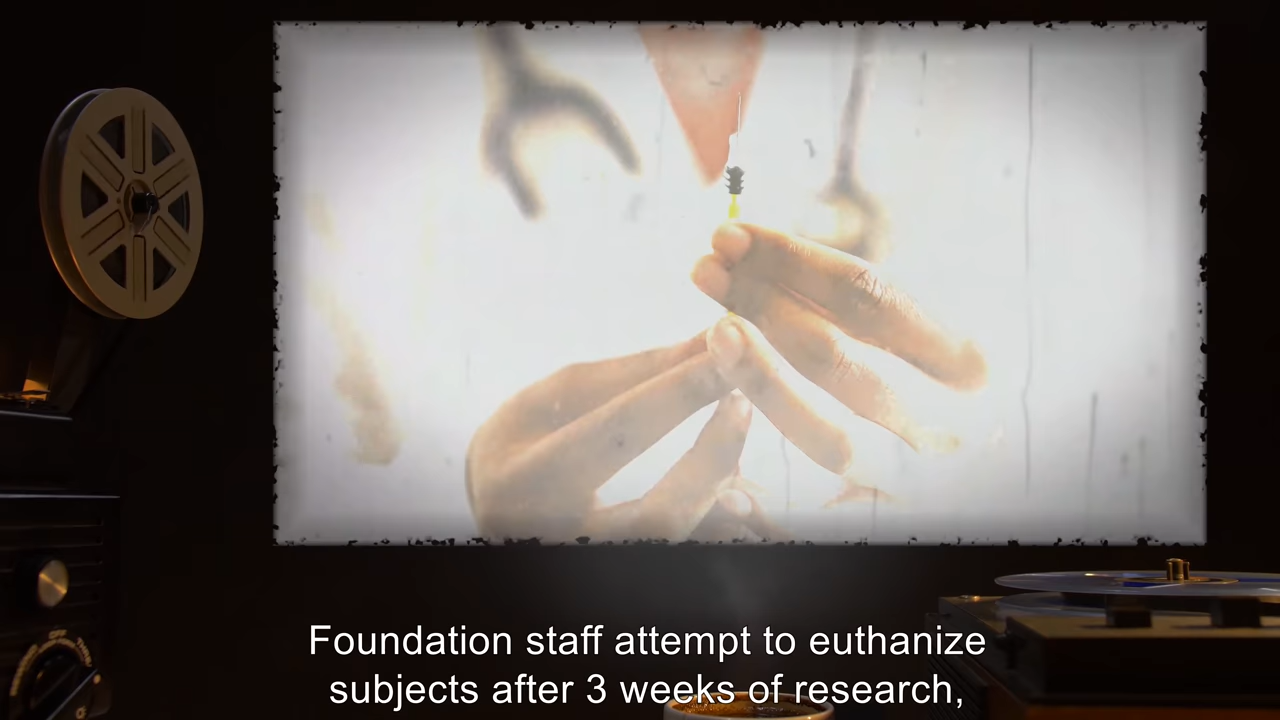 Foundation staff attempt to euthanize
subjects after 3 weeks of research,